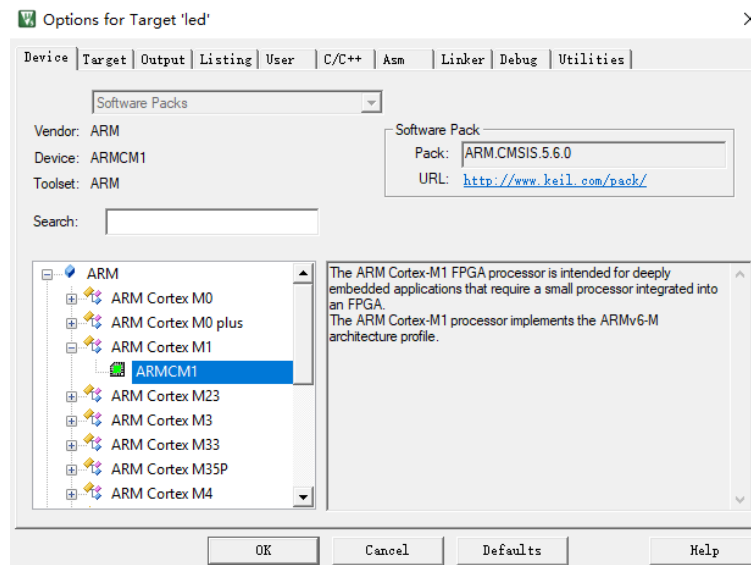 Options for Target 'led'
Device Target Output Listing User C/C++ Asm Linker Debug Utilities
Software Packs
Vendor: ARM
Device: ARMCM1
Toolset: ARM
Search:
Software Pack
Pack: ARM.CMSIS.5.6.0
URL: http://www.keil.com/pack/
ARM
ARM Cortex M0
ARM Cortex M0 plus
ARM Cortex M1
ARMCM1
ARM Cortex M23
ARM Cortex M3
ARM Cortex M33
ARM Cortex M35P
ARM Cortex M4
The ARM Cortex-M1 FPGA processor is intended for deeply
embedded applications that require a small processor integrated into
an FPGA.
The ARM Cortex-M1 processor implements the ARMv6-M
architecture profile.
OK Cancel Defaults Help